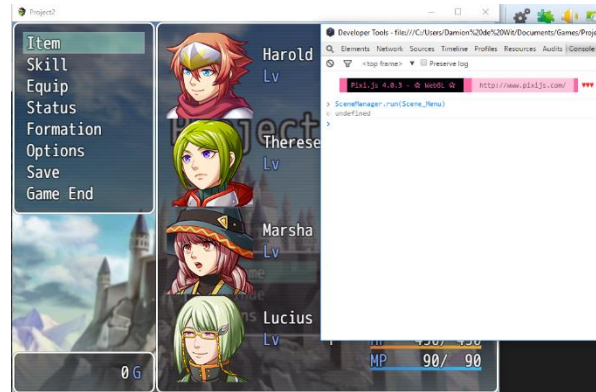 Project2
Item
Skill
Equip
Status
Formation
Options
Save
Game End
0 G
Harold
Lv
Therese
Lv
Marsha
Lv
Lucius
Lv
MP 90/ 90
Developer Tools - file:///C:/Users/Damion%20de%20Wit/Documents/Games/Proje
Elements Network Sources Timeline Profiles Resources Audits Console
<top frame> ▼ Preserve log
Pixi.js 4.0.3 - ☆ WebGL ☆ http://www.pixijs.com/ ♥♥♥
> SceneManager.run(Scene_Menu)
< undefined
>